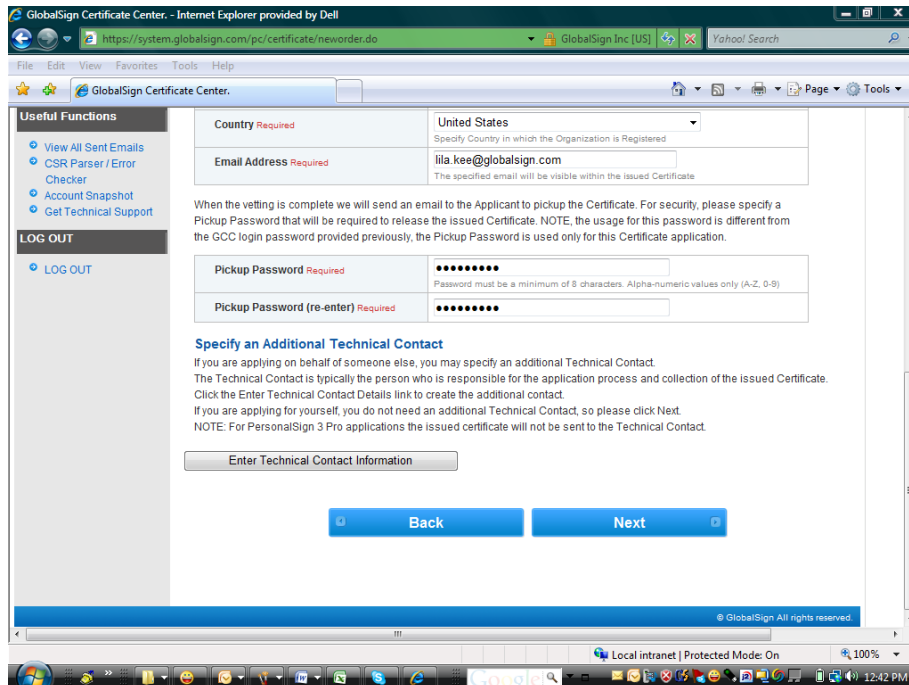 GlobalSign Certificate Center. - Internet Explorer provided by Dell
https://system.globalsign.com/pc/certificate/neworder.do
GlobalSign Inc [US]
Yahoo! Search
File Edit View Favorites Tools Help
GlobalSign Certificate Center.
Page Tools
Useful Functions
View All Sent Emails
CSR Parser / Error
Checker
Account Snapshot
Get Technical Support
LOG OUT
LOG OUT
Country Required
United States
Specify Country in which the Organization is Registered
Email Address Required
lila.kee@globalsign.com
The specified email will be visible within the issued Certificate
When the vetting is complete we will send an email to the Applicant to pickup the Certificate. For security, please specify a
Pickup Password that will be required to release the issued Certificate. NOTE, the usage for this password is different from
the GCC login password provided previously, the Pickup Password is used only for this Certificate application.
Pickup Password Required
●●●●●●●●●
Password must be a minimum of 8 characters. Alpha-numeric values only (A-Z, 0-9)
Pickup Password (re-enter) Required
●●●●●●●●●
Specify an Additional Technical Contact
If you are applying on behalf of someone else, you may specify an additional Technical Contact.
The Technical Contact is typically the person who is responsible for the application process and collection of the issued Certificate.
Click the Enter Technical Contact Details link to create the additional contact.
If you are applying for yourself, you do not need an additional Technical Contact, so please click Next.
NOTE: For PersonalSign 3 Pro applications the issued certificate will not be sent to the Technical Contact.
Enter Technical Contact Information
Back
Next
© GlobalSign All rights reserved.
Local intranet | Protected Mode: On
100%
Google
12:42 PM